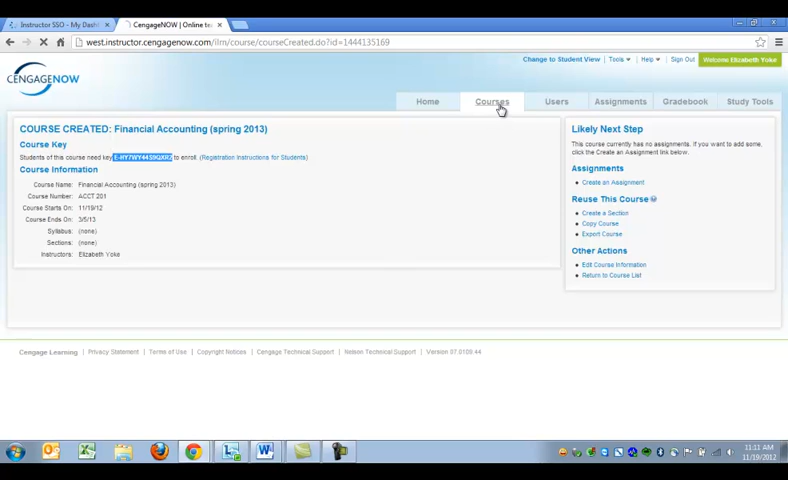 Instructor SSO - My Dash
CengageNOW | Online te
west.instructor.cengagenow.com/ilrn/course/courseCreated.do?id=1444135169
Change to Student View | Tools | Help | Sign Out Welcome Elizabeth Yoke
CENGAGENOW
Home Courses Users Assignments Gradebook Study Tools
COURSE CREATED: Financial Accounting (spring 2013)
Course Key
Students of this course need key to enroll. (Registration Instructions for Students)
Course Information
Course Name: Financial Accounting (spring 2013)
Course Number: ACCT 201
Course Starts On: 11/19/12
Course Ends On: 3/5/13
Syllabus: (none)
Sections: (none)
Instructors: Elizabeth Yoke
Likely Next Step
This course currently has no assignments. If you want to add some,
click the Create an Assignment link below.
Assignments
Create an Assignment
Reuse This Course
Create a Section
Copy Course
Export Course
Other Actions
Edit Course Information
Return to Course List
Cengage Learning | Privacy Statement | Terms of Use | Copyright Notices | Cengage Technical Support | Nelson Technical Support | Version 07.0109.44
11:11 AM
11/19/2012